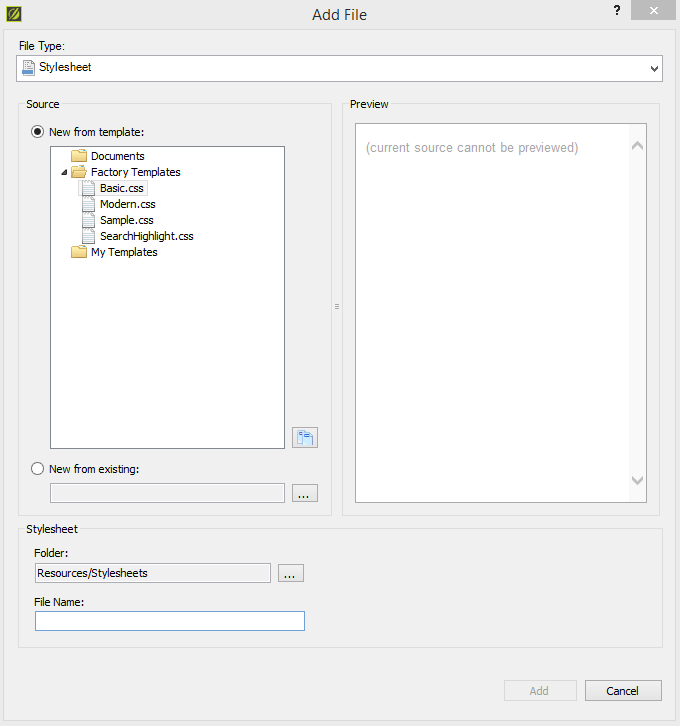 Add File
?
File Type:
Stylesheet
Source
New from template:
Documents
Factory Templates
Basic.css
Modern.css
Sample.css
SearchHighlight.css
My Templates
New from existing:
...
Preview
(current source cannot be previewed)
Stylesheet
Folder:
Resources/Stylesheets
...
File Name:
Add
Cancel